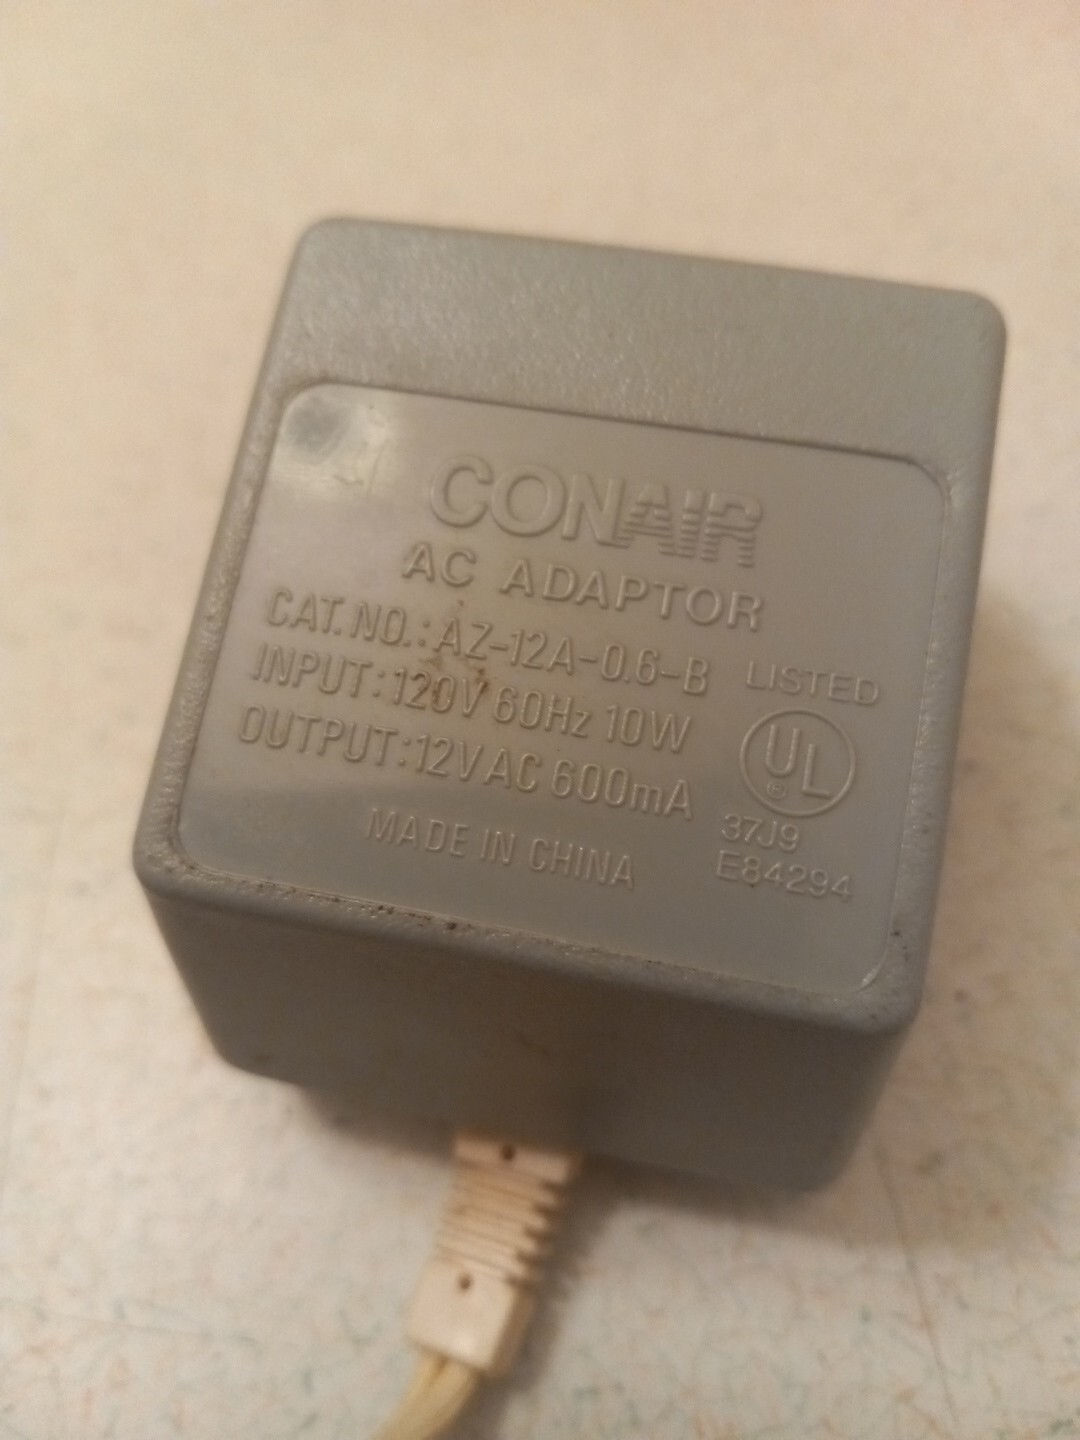 CONAIR
AC ADAPTOR
CAT. NO.: AZ-12A-0.6-B
INPUT: 120V 60Hz 10W
OUTPUT: 12V AC 600mA
MADE IN CHINA
LISTED
UL
®
37J9
E84294